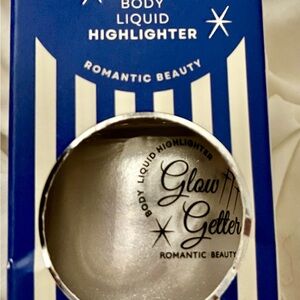 BODY
LIQUID
HIGHLIGHTER
ROMANTIC BEAUTY
BODY LIQUID HIGHLIGHTER
Glow
Getter
ROMANTIC BEAUTY